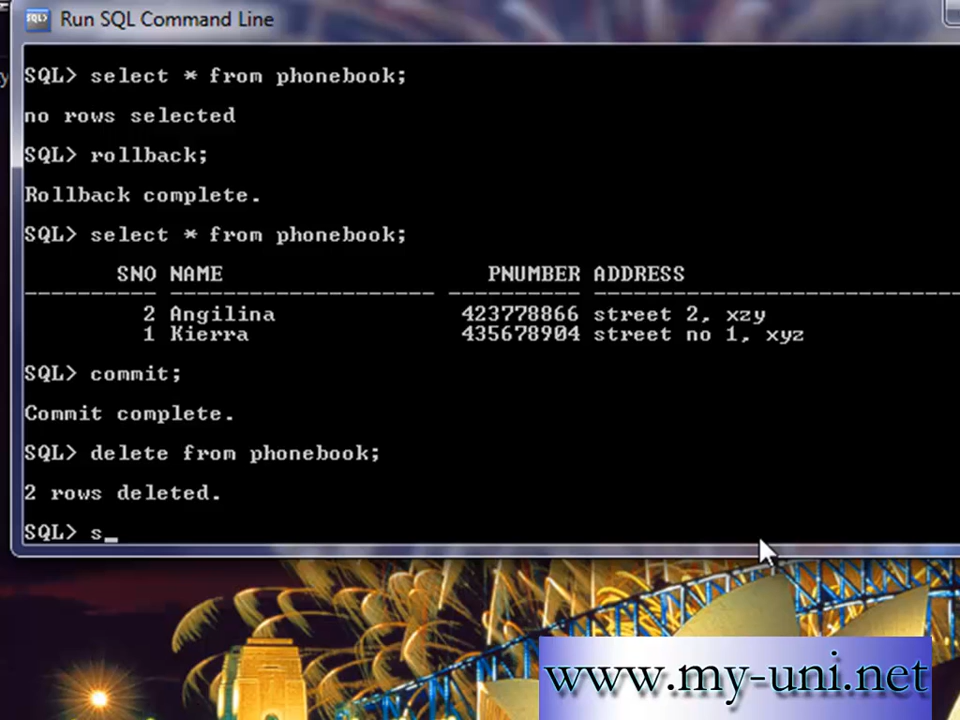 Run SQL Command Line
SQL> select * from phonebook;
no rows selected
SQL> rollback;
Rollback complete.
SQL> select * from phonebook;
SNO NAME PNUMBER ADDRESS
---------- -------------------- ---------- ----------------------------
2 Angilina 423778866 street 2, xzy
1 Kierra 435678904 street no 1, xyz
SQL> commit;
Commit complete.
SQL> delete from phonebook;
2 rows deleted.
SQL> s_
www.my-uni.net